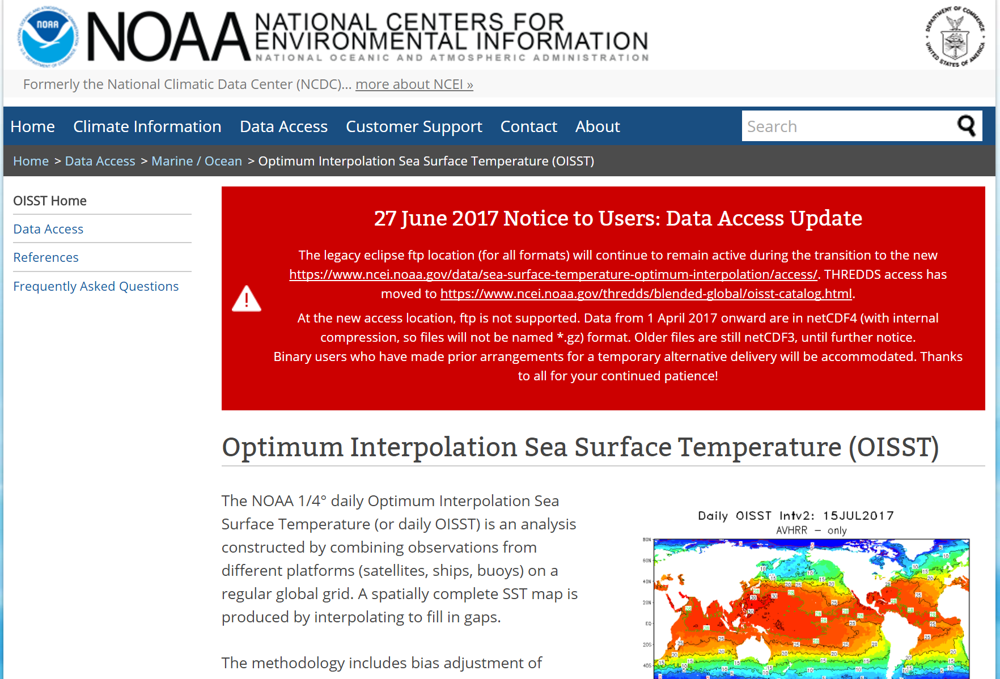 NOAA
NATIONAL CENTERS FOR
ENVIRONMENTAL INFORMATION
NATIONAL OCEANIC AND ATMOSPHERIC ADMINISTRATION
DEPARTMENT OF COMMERCE
UNITED STATES OF AMERICA
Formerly the National Climatic Data Center (NCDC)... more about NCEI »
Home Climate Information Data Access Customer Support Contact About Search
Home > Data Access > Marine / Ocean > Optimum Interpolation Sea Surface Temperature (OISST)
OISST Home
Data Access
References
Frequently Asked Questions
27 June 2017 Notice to Users: Data Access Update
The legacy eclipse ftp location (for all formats) will continue to remain active during the transition to the new
https://www.ncei.noaa.gov/data/sea-surface-temperature-optimum-interpolation/access/. THREDDS access has
moved to https://www.ncei.noaa.gov/thredds/blended-global/oisst-catalog.html.
At the new access location, ftp is not supported. Data from 1 April 2017 onward are in netCDF4 (with internal
compression, so files will not be named *.gz) format. Older files are still netCDF3, until further notice.
Binary users who have made prior arrangements for a temporary alternative delivery will be accommodated. Thanks
to all for your continued patience!
Optimum Interpolation Sea Surface Temperature (OISST)
The NOAA 1/4° daily Optimum Interpolation Sea
Surface Temperature (or daily OISST) is an analysis
constructed by combining observations from
different platforms (satellites, ships, buoys) on a
regular global grid. A spatially complete SST map is
produced by interpolating to fill in gaps.
The methodology includes bias adjustment of
Daily OISST Intv2: 15JUL2017
AVHRR – only
80N
60N
40N
20N
EQ
20S
40S